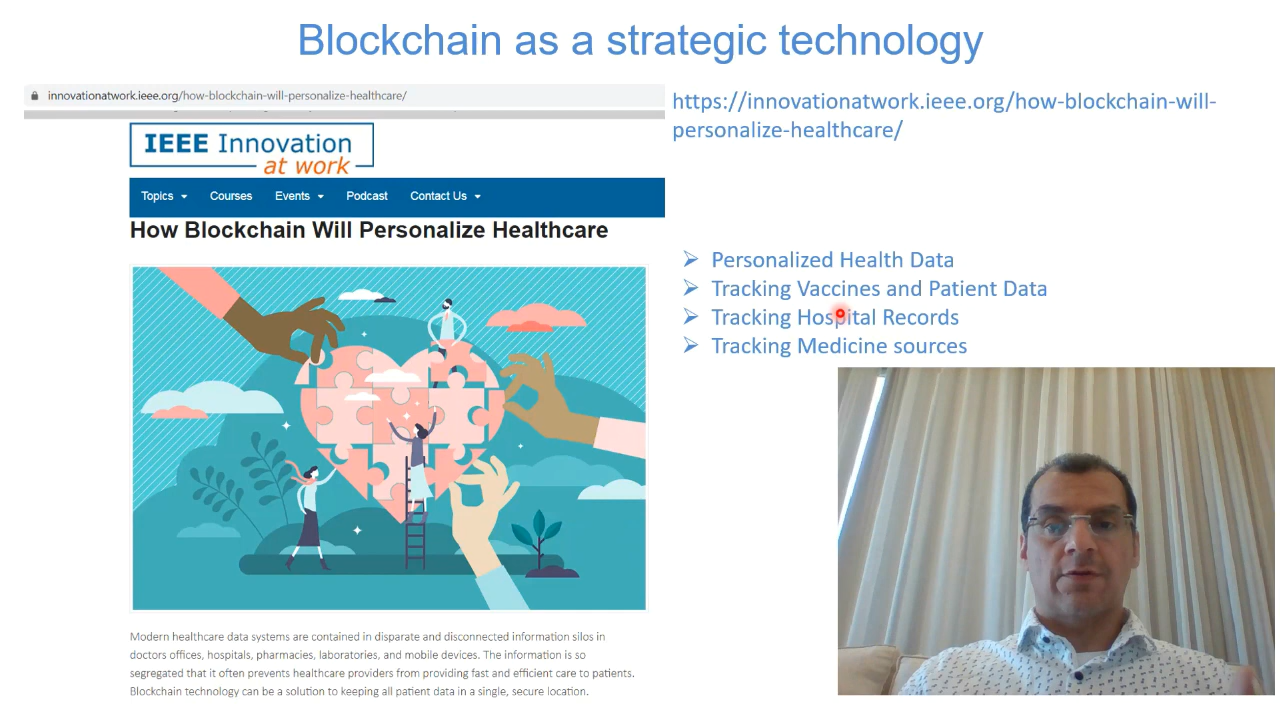 Blockchain as a strategic technology
innovationatwork.ieee.org/how-blockchain-will-personalize-healthcare/
IEEE Innovation
at work
Topics Courses Events Podcast Contact Us
How Blockchain Will Personalize Healthcare
Modern healthcare data systems are contained in disparate and disconnected information silos in
doctors offices, hospitals, pharmacies, laboratories, and mobile devices. The information is so
segregated that it often prevents healthcare providers from providing fast and efficient care to patients.
Blockchain technology can be a solution to keeping all patient data in a single, secure location.
https://innovationatwork.ieee.org/how-blockchain-will-
personalize-healthcare/
Personalized Health Data
Tracking Vaccines and Patient Data
Tracking Hospital Records
Tracking Medicine sources